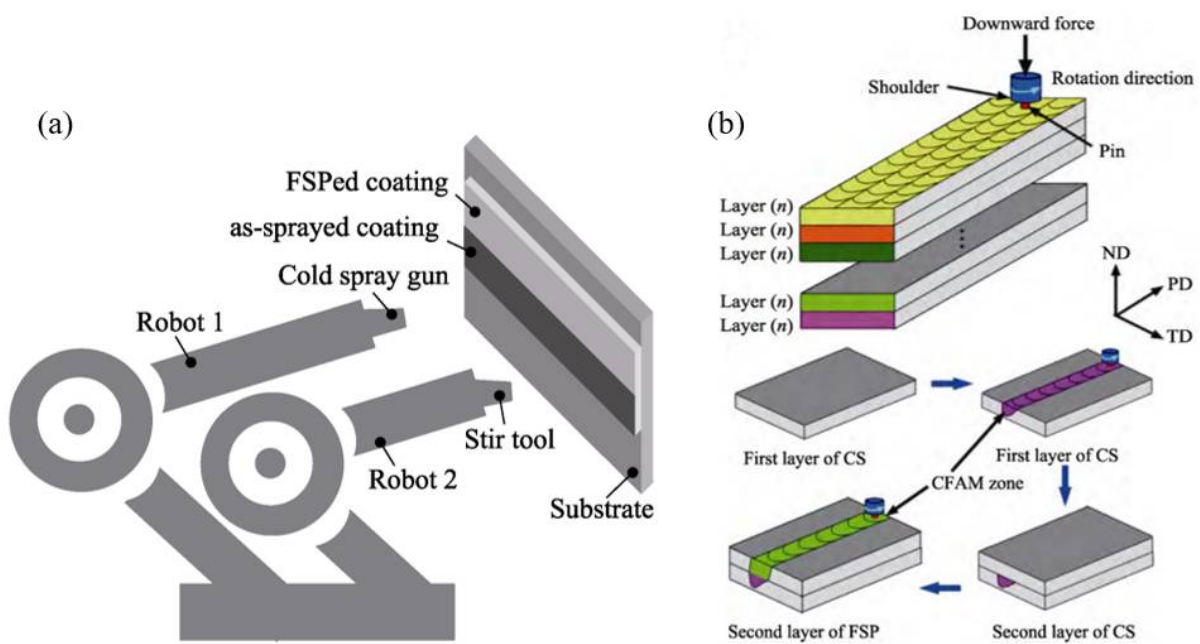 (a)
FSPed coating
as-sprayed coating
Cold spray gun
Robot 1
Stir tool
Robot 2
Substrate
(b)
Downward force
Shoulder
Rotation direction
Pin
Layer (n)
Layer (n)
Layer (n)
Layer (n)
Layer (n)
ND
PD
TD
First layer of CS
First layer of CS
CFAM zone
Second layer of FSP
Second layer of CS